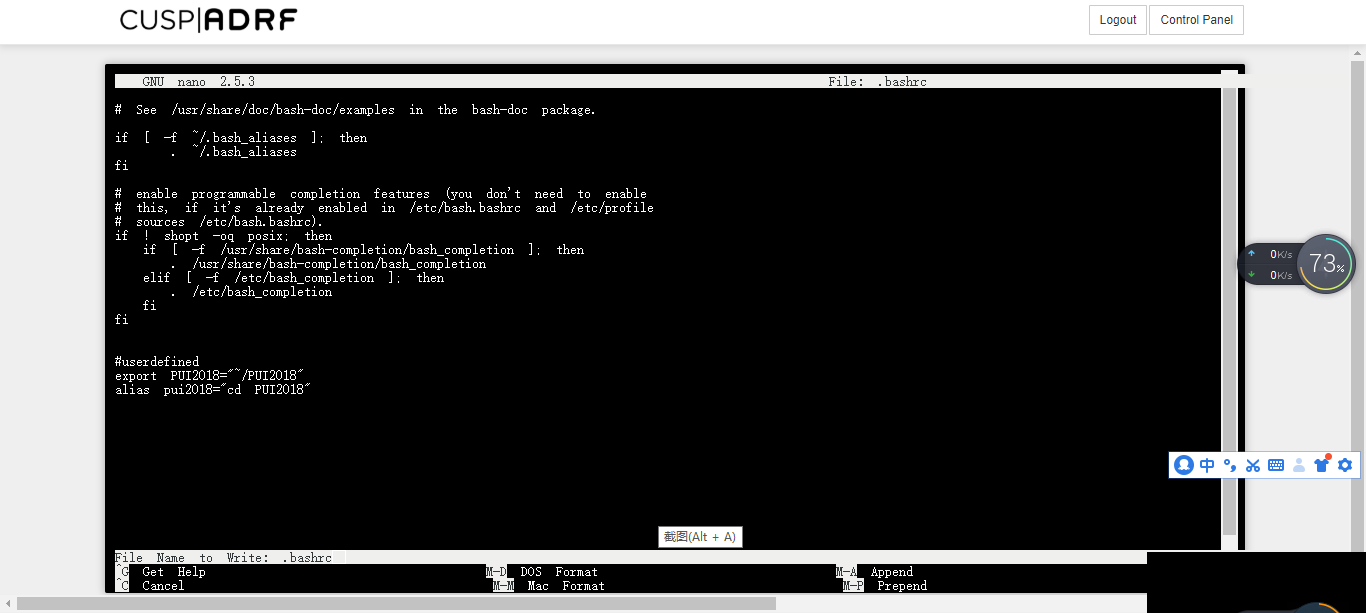 CUSP|ADRF
Logout
Control Panel
GNU nano 2.5.3 File: .bashrc
# See /usr/share/doc/bash-doc/examples in the bash-doc package.
if [ -f ~/.bash_aliases ]; then
. ~/.bash_aliases
fi
# enable programmable completion features (you don't need to enable
# this, if it's already enabled in /etc/bash.bashrc and /etc/profile
# sources /etc/bash.bashrc).
if ! shopt -oq posix; then
if [ -f /usr/share/bash-completion/bash_completion ]; then
. /usr/share/bash-completion/bash_completion
elif [ -f /etc/bash_completion ]; then
. /etc/bash_completion
fi
fi
#userdefined
export PUI2018="~/PUI2018"
alias pui2018="cd PUI2018"
0K/s
0K/s
73%
中
截图(Alt + A)
File Name to Write: .bashrc
^G Get Help M-D DOS Format M-A Append
^C Cancel M-M Mac Format M-P Prepend